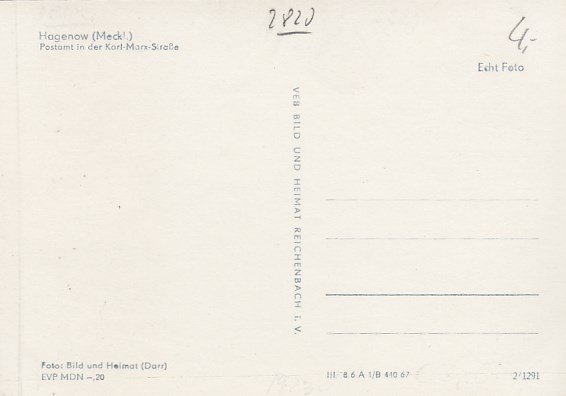 2820
4,-
Hagenow (Meckl.)
Postamt in der Karl-Marx-Straße
Echt Foto
VEB BILD UND HEIMAT REICHENBACH i. V.
Foto: Bild und Heimat (Darr)
EVP MDN –,20
III/ 8 6 A 1/B 440 67
2/1291